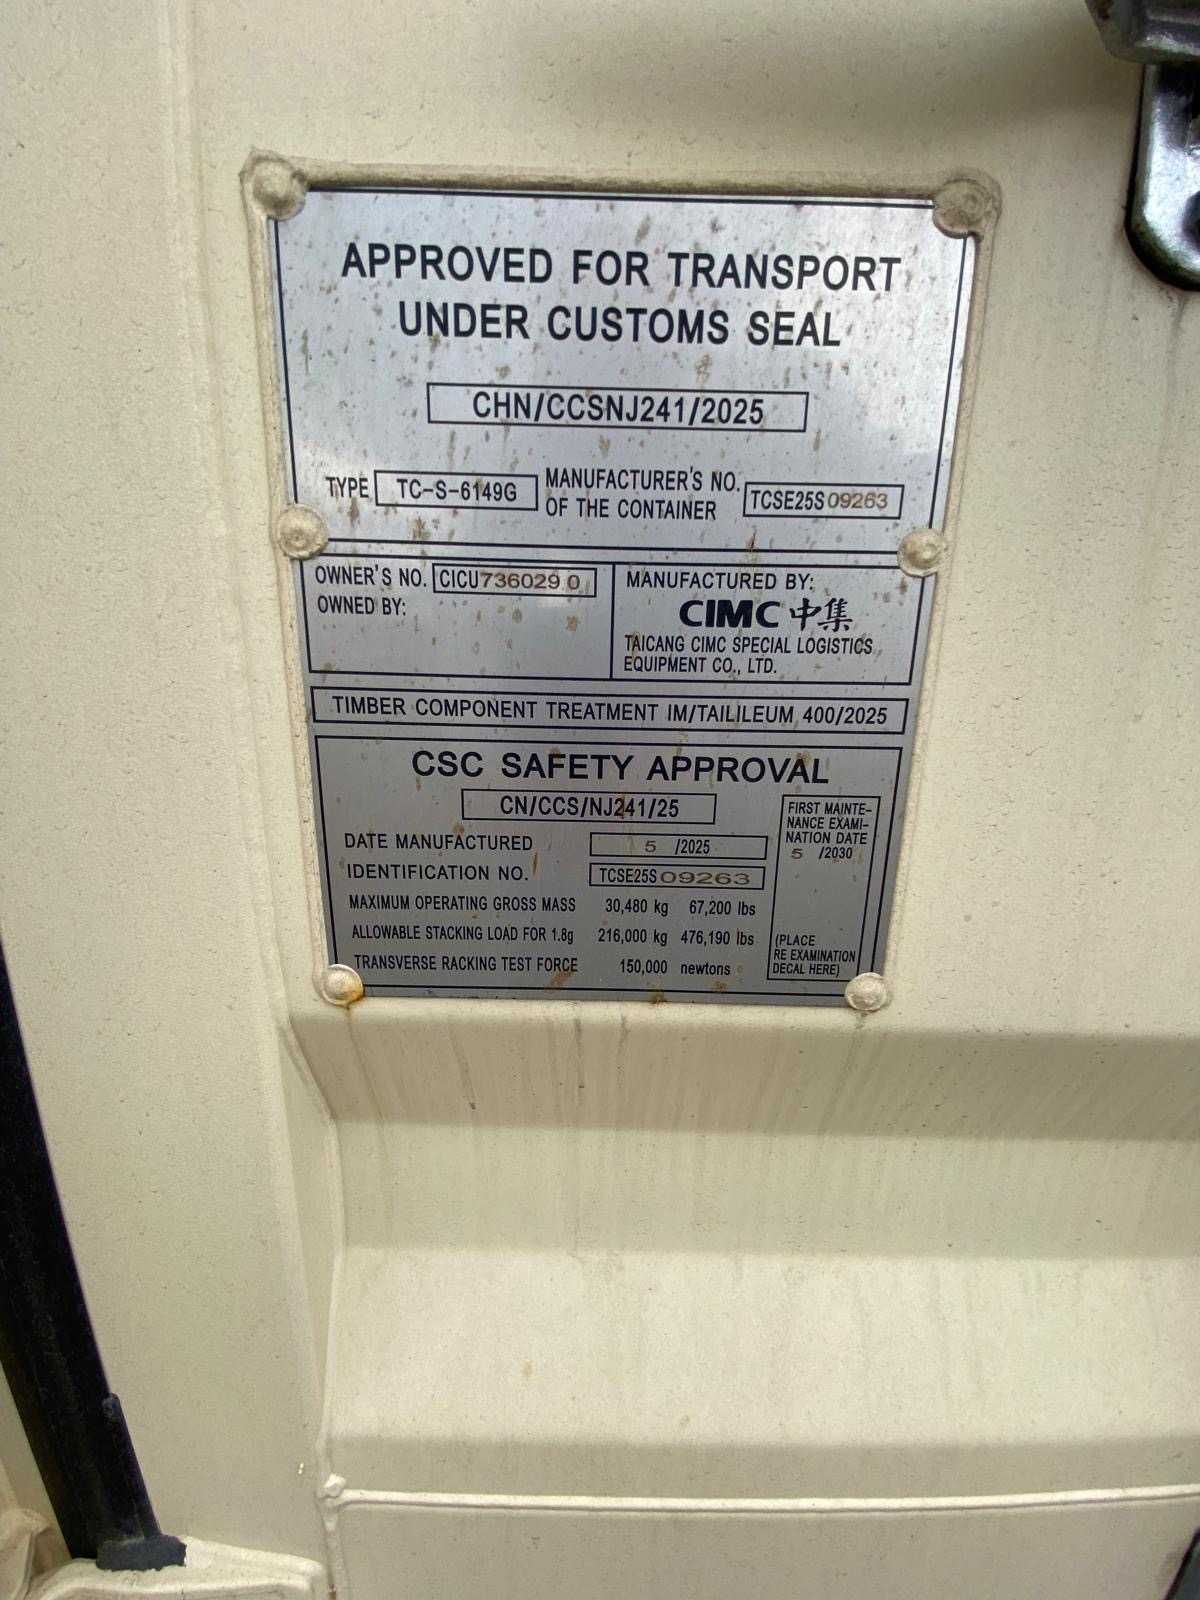 APPROVED FOR TRANSPORT
UNDER CUSTOMS SEAL
CHN/CCSNJ241/2025
TYPE TC-S-6149G
MANUFACTURER'S NO.
OF THE CONTAINER
TCSE25S09263
OWNER'S NO. CICU736029 0
OWNED BY:
MANUFACTURED BY:
CIMC 中集
TAICANG CIMC SPECIAL LOGISTICS
EQUIPMENT CO., LTD.
TIMBER COMPONENT TREATMENT IM/TAILILEUM 400/2025
CSC SAFETY APPROVAL
CN/CCS/NJ241/25
DATE MANUFACTURED 5 /2025
IDENTIFICATION NO. TCSE25S09263
MAXIMUM OPERATING GROSS MASS 30,480 kg 67,200 lbs
ALLOWABLE STACKING LOAD FOR 1.8g 216,000 kg 476,190 lbs
TRANSVERSE RACKING TEST FORCE 150,000 newtons
FIRST MAINTE-
NANCE EXAMI-
NATION DATE
5 /2030
(PLACE
RE EXAMINATION
DECAL HERE)